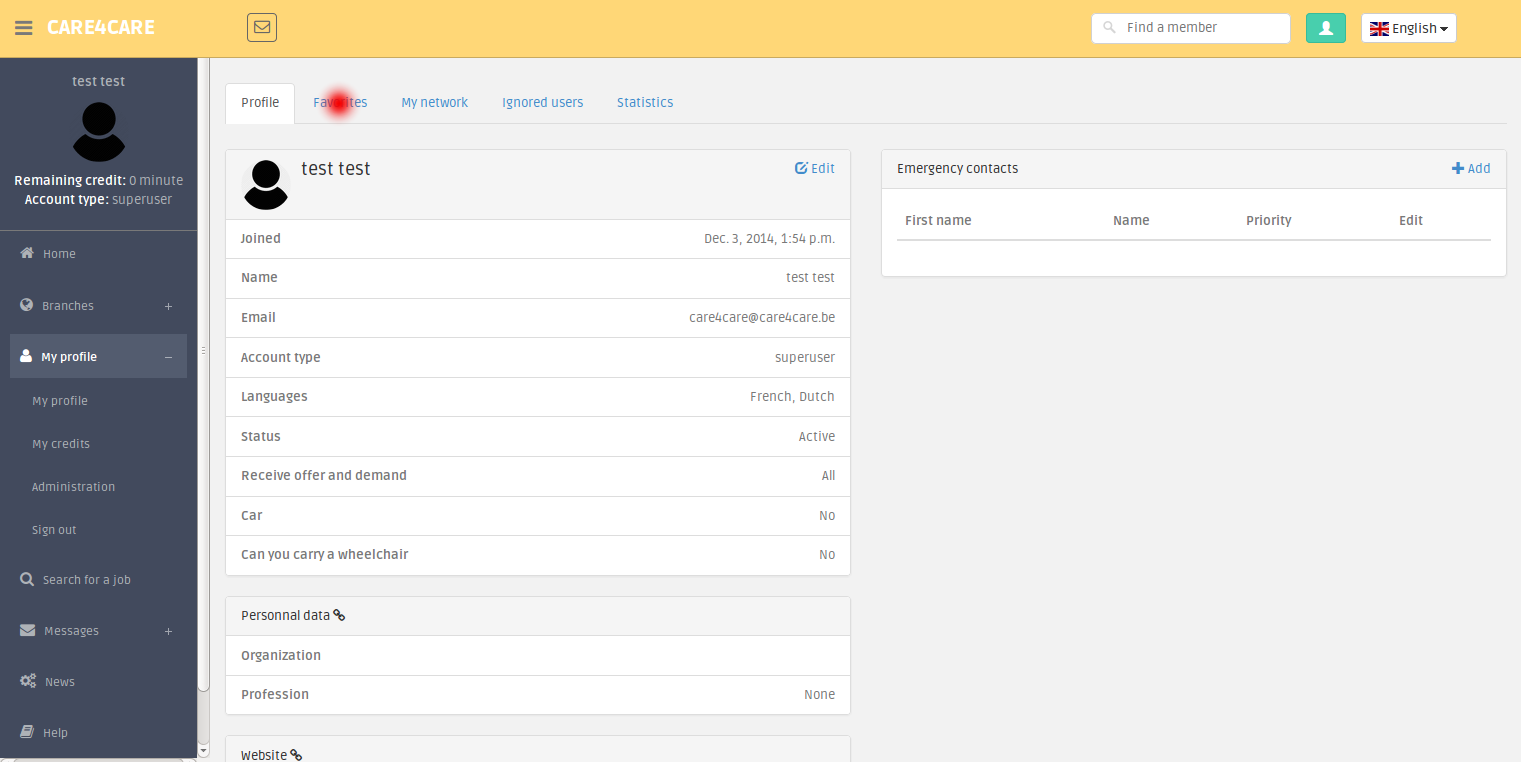 CARE4CARE
Find a member
English
test test
Remaining credit: 0 minute
Account type: superuser
Home
Branches +
My profile −
My profile
My credits
Administration
Sign out
Search for a job
Messages +
News
Help
Profile
My network
Ignored users
Statistics
test test
Edit
Joined Dec. 3, 2014, 1:54 p.m.
Name test test
Email care4care@care4care.be
Account type superuser
Languages French, Dutch
Status Active
Receive offer and demand All
Car No
Can you carry a wheelchair No
Personnal data
Organization
Profession None
Website
Emergency contacts
Add
First name Name Priority Edit